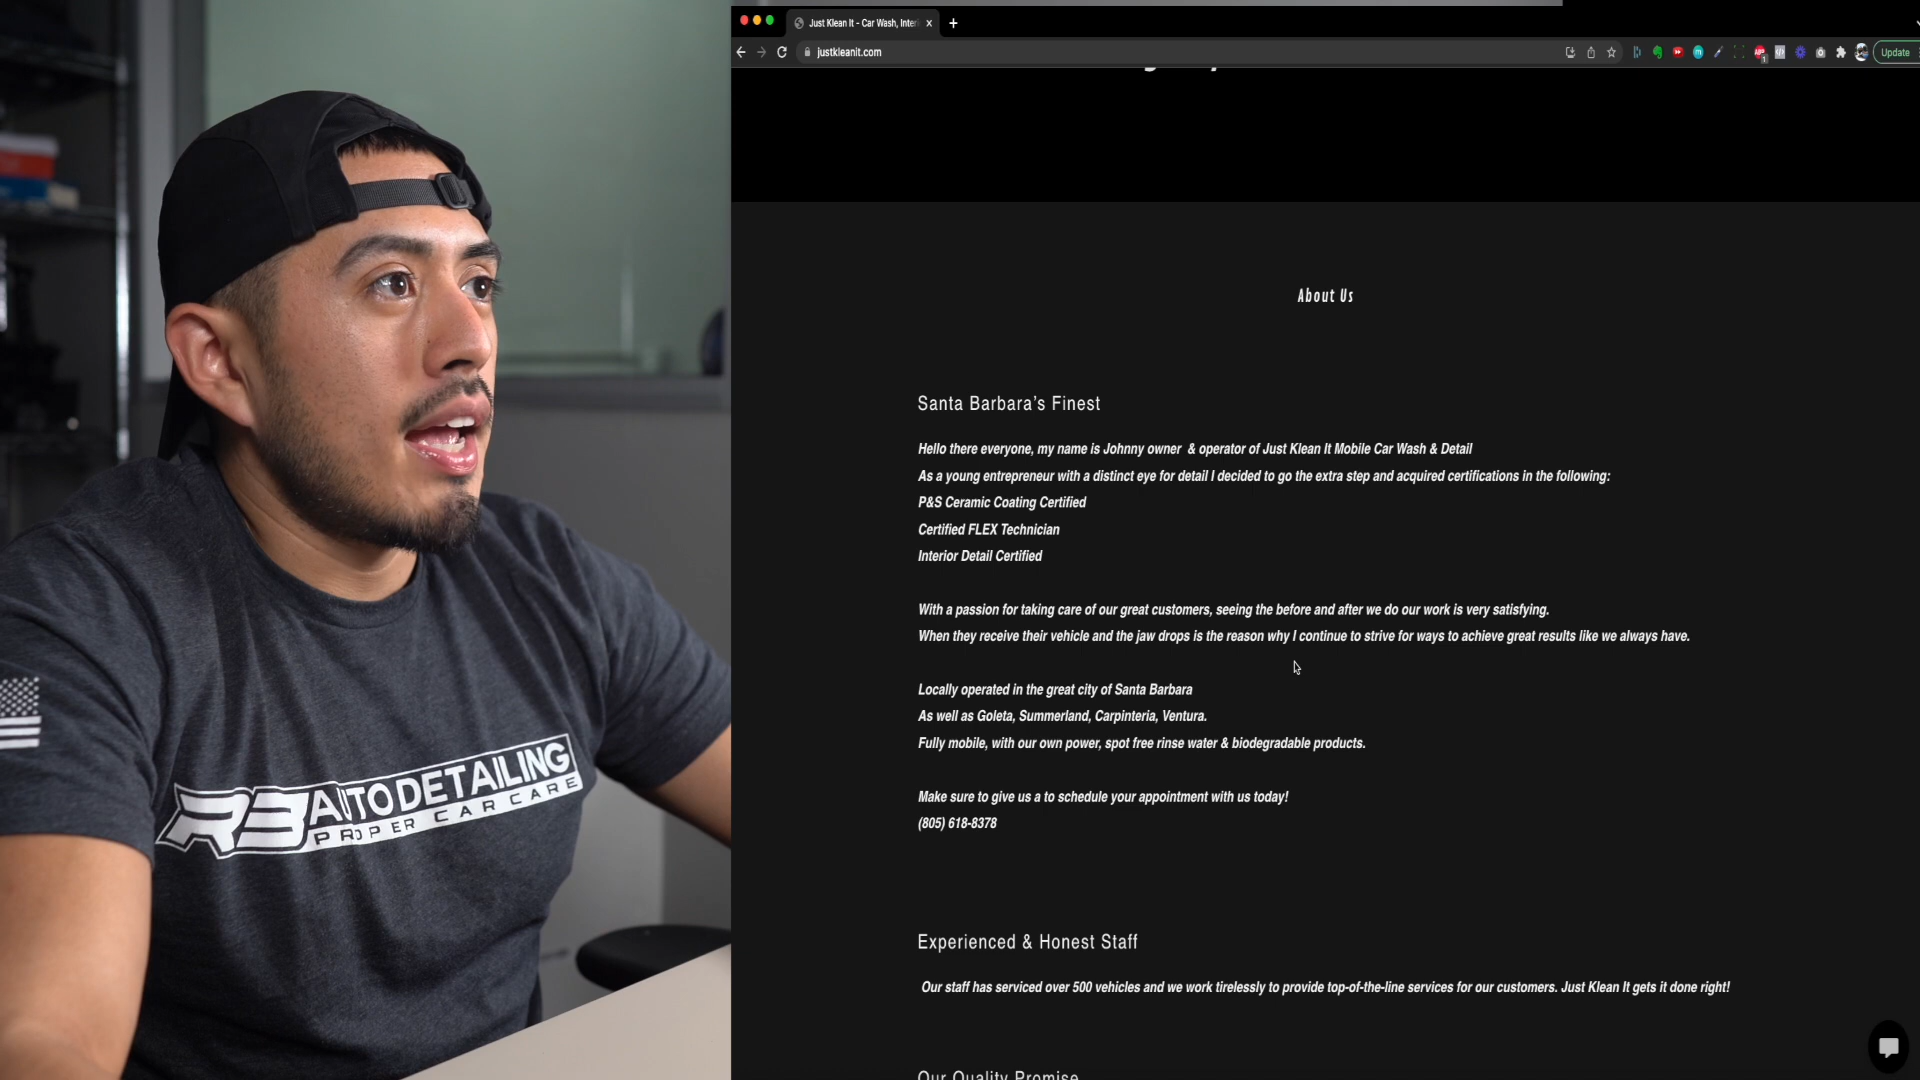 Just Klean It - Car Wash, Inter
justkleanit.com
Update
About Us
Santa Barbara's Finest
Hello there everyone, my name is Johnny owner & operator of Just Klean It Mobile Car Wash & Detail
As a young entrepreneur with a distinct eye for detail I decided to go the extra step and acquired certifications in the following:
P&S Ceramic Coating Certified
Certified FLEX Technician
Interior Detail Certified
With a passion for taking care of our great customers, seeing the before and after we do our work is very satisfying.
When they receive their vehicle and the jaw drops is the reason why I continue to strive for ways to achieve great results like we always have.
Locally operated in the great city of Santa Barbara
As well as Goleta, Summerland, Carpinteria, Ventura.
Fully mobile, with our own power, spot free rinse water & biodegradable products.
Make sure to give us a to schedule your appointment with us today!
(805) 618-8378
Experienced & Honest Staff
Our staff has serviced over 500 vehicles and we work tirelessly to provide top-of-the-line services for our customers. Just Klean It gets it done right!
Our Quality Promise
R3 AUTO DETAILING
PROPER CAR CARE